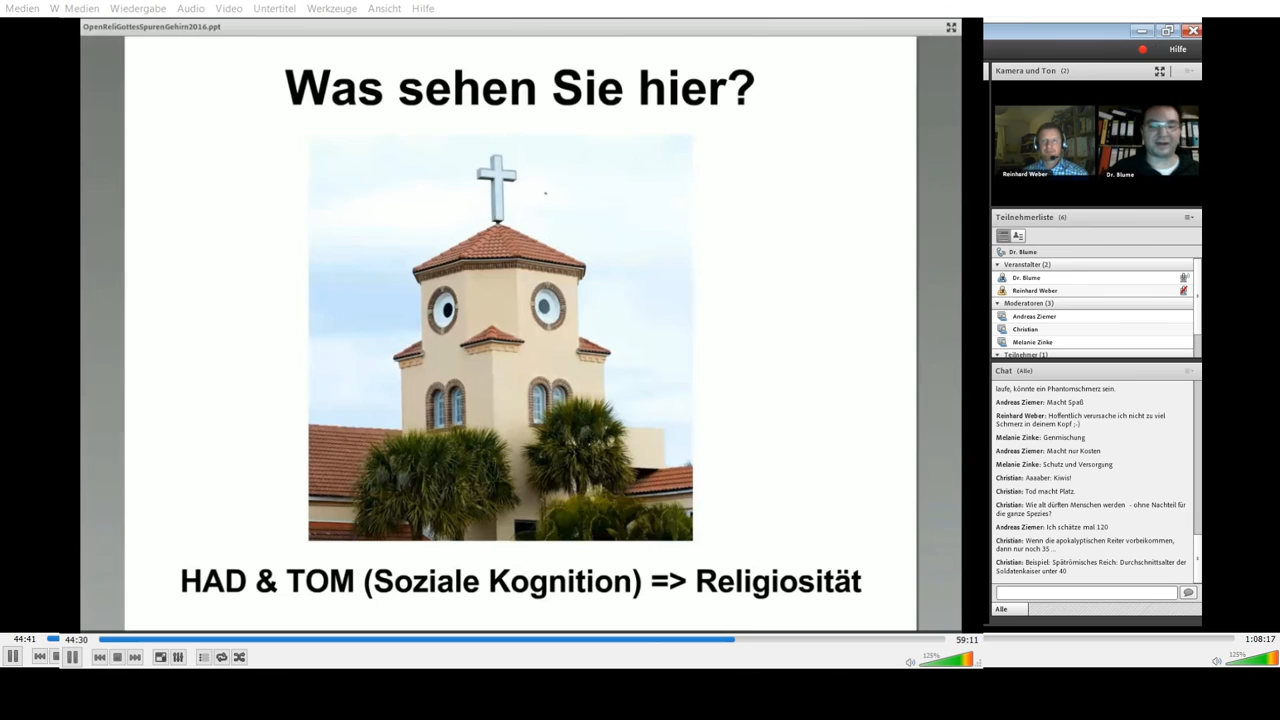 Medien W Medien Wiedergabe Audio Video Untertitel Werkzeuge Ansicht Hilfe
OpenReliGottesSpurenGehirn2016.ppt
Was sehen Sie hier?
HAD & TOM (Soziale Kognition) => Religiosität
Hilfe
Kamera und Ton (2)
Reinhard Weber
Dr. Blume
Teilnehmerliste (6)
Dr. Blume
Veranstalter (2)
Dr. Blume
Reinhard Weber
Moderatoren (3)
Andreas Ziemer
Christian
Melanie Zinke
Teilnehmer (1)
Chat (Alle)
laufe, könnte ein Phantomschmerz sein.
Andreas Ziemer: Macht Spaß
Reinhard Weber: Hoffentlich verursache ich nicht zu viel
Schmerz in deinem Kopf ;-)
Melanie Zinke: Genmischung
Andreas Ziemer: Macht nur Kosten
Melanie Zinke: Schutz und Versorgung
Christian: Aaaaber: Kiwis!
Christian: Tod macht Platz.
Christian: Wie alt dürften Menschen werden - ohne Nachteil für
die ganze Spezies?
Andreas Ziemer: Ich schätze mal 120
Christian: Wenn die apokalyptischen Reiter vorbeikommen,
dann nur noch 35 ...
Christian: Beispiel: Spätrömisches Reich: Durchschnittsalter der
Soldatenkaiser unter 40
Alle
44:41 44:30 59:11 1:08:17
125% 125%